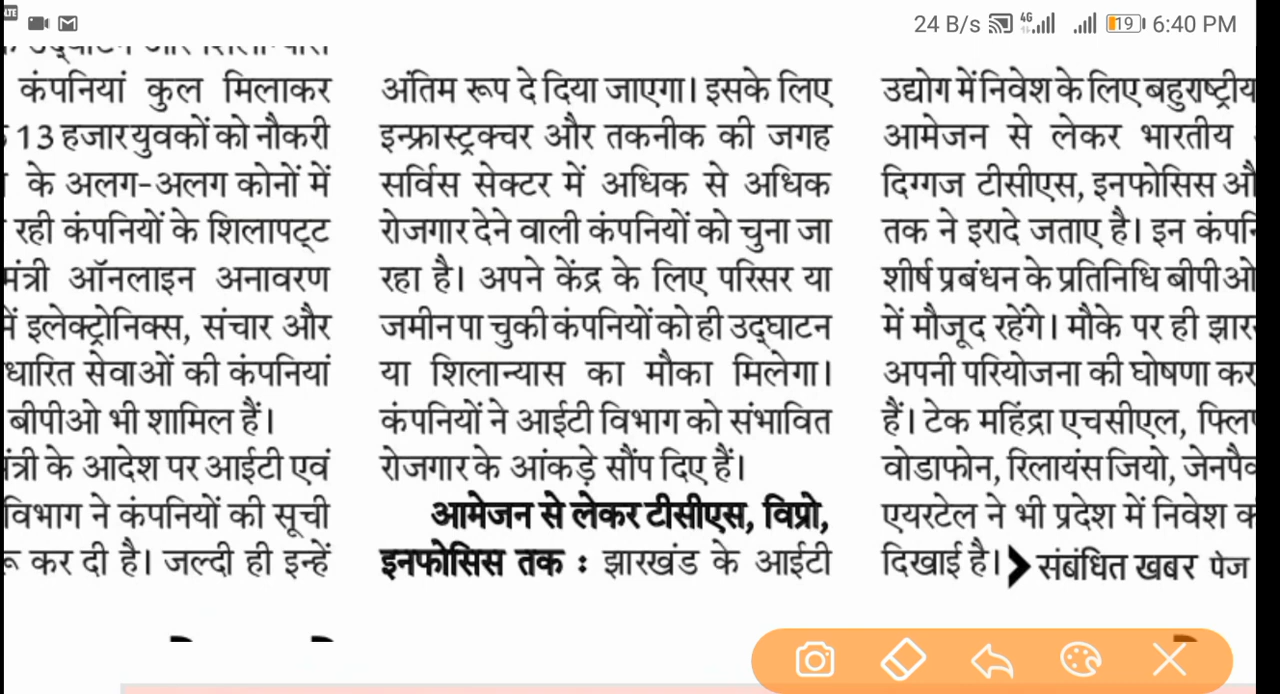 LTE
24 B/s 4G 19 6:40 PM
कंपनियां कुल मिलाकर
13 हजार युवकों को नौकरी
के अलग-अलग कोनों में
रही कंपनियों के शिलापट्ट
मंत्री ऑनलाइन अनावरण
में इलेक्ट्रोनिक्स, संचार और
धारित सेवाओं की कंपनियां
बीपीओ भी शामिल हैं।
मंत्री के आदेश पर आईटी एवं
विभाग ने कंपनियों की सूची
कर दी है। जल्दी ही इन्हें
अंतिम रूप दे दिया जाएगा। इसके लिए
इन्फ्रास्ट्रक्चर और तकनीक की जगह
सर्विस सेक्टर में अधिक से अधिक
रोजगार देने वाली कंपनियों को चुना जा
रहा है। अपने केंद्र के लिए परिसर या
जमीन पा चुकी कंपनियों को ही उद्घाटन
या शिलान्यास का मौका मिलेगा।
कंपनियों ने आईटी विभाग को संभावित
रोजगार के आंकड़े सौंप दिए हैं।
आमेजन से लेकर टीसीएस, विप्रो,
इनफोसिस तक : झारखंड के आईटी
उद्योग में निवेश के लिए बहुराष्ट्रीय
आमेजन से लेकर भारतीय
दिग्गज टीसीएस, इनफोसिस
तक ने इरादे जताए है। इन
शीर्ष प्रबंधन के प्रतिनिधि बीपीओ
में मौजूद रहेंगे। मौके पर ही
अपनी परियोजना की घोषणा कर
हैं। टेक महिंद्रा एचसीएल,
वोडाफोन, रिलायंस जियो,
एयरटेल ने भी प्रदेश में निवेश
दिखाई है। संबंधित खबर पेज